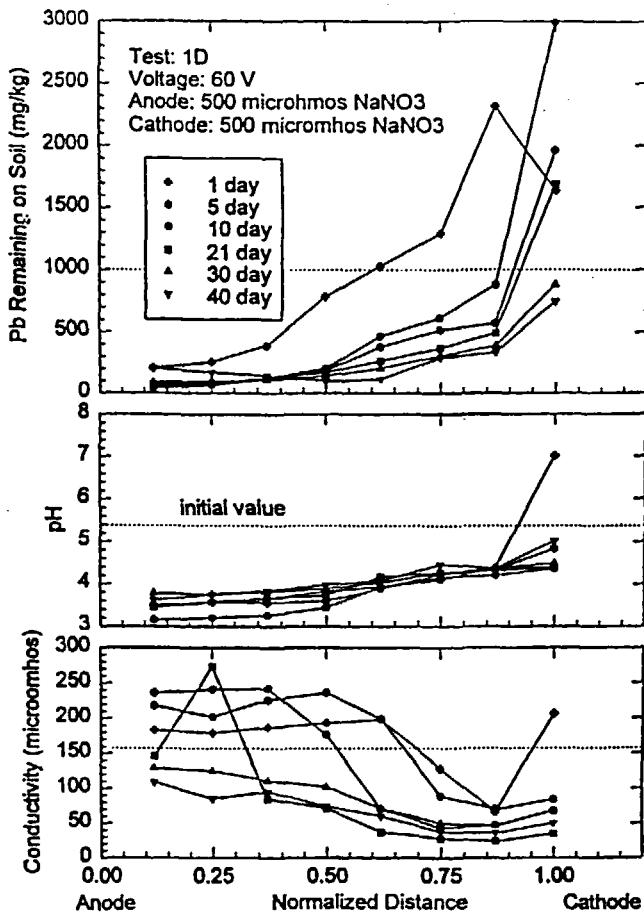 3000
2500
2000
1500
1000
500
0
Pb Remaining on Soil (mg/kg)
Test: 1D
Voltage: 60 V
Anode: 500 microhmos NaNO3
Cathode: 500 micromhos NaNO3
1 day
5 day
10 day
21 day
30 day
40 day
8
7
6
5
4
3
pH
initial value
300
250
200
150
100
50
0
Conductivity (microomhos)
0.00 0.25 0.50 0.75 1.00
Anode Normalized Distance Cathode